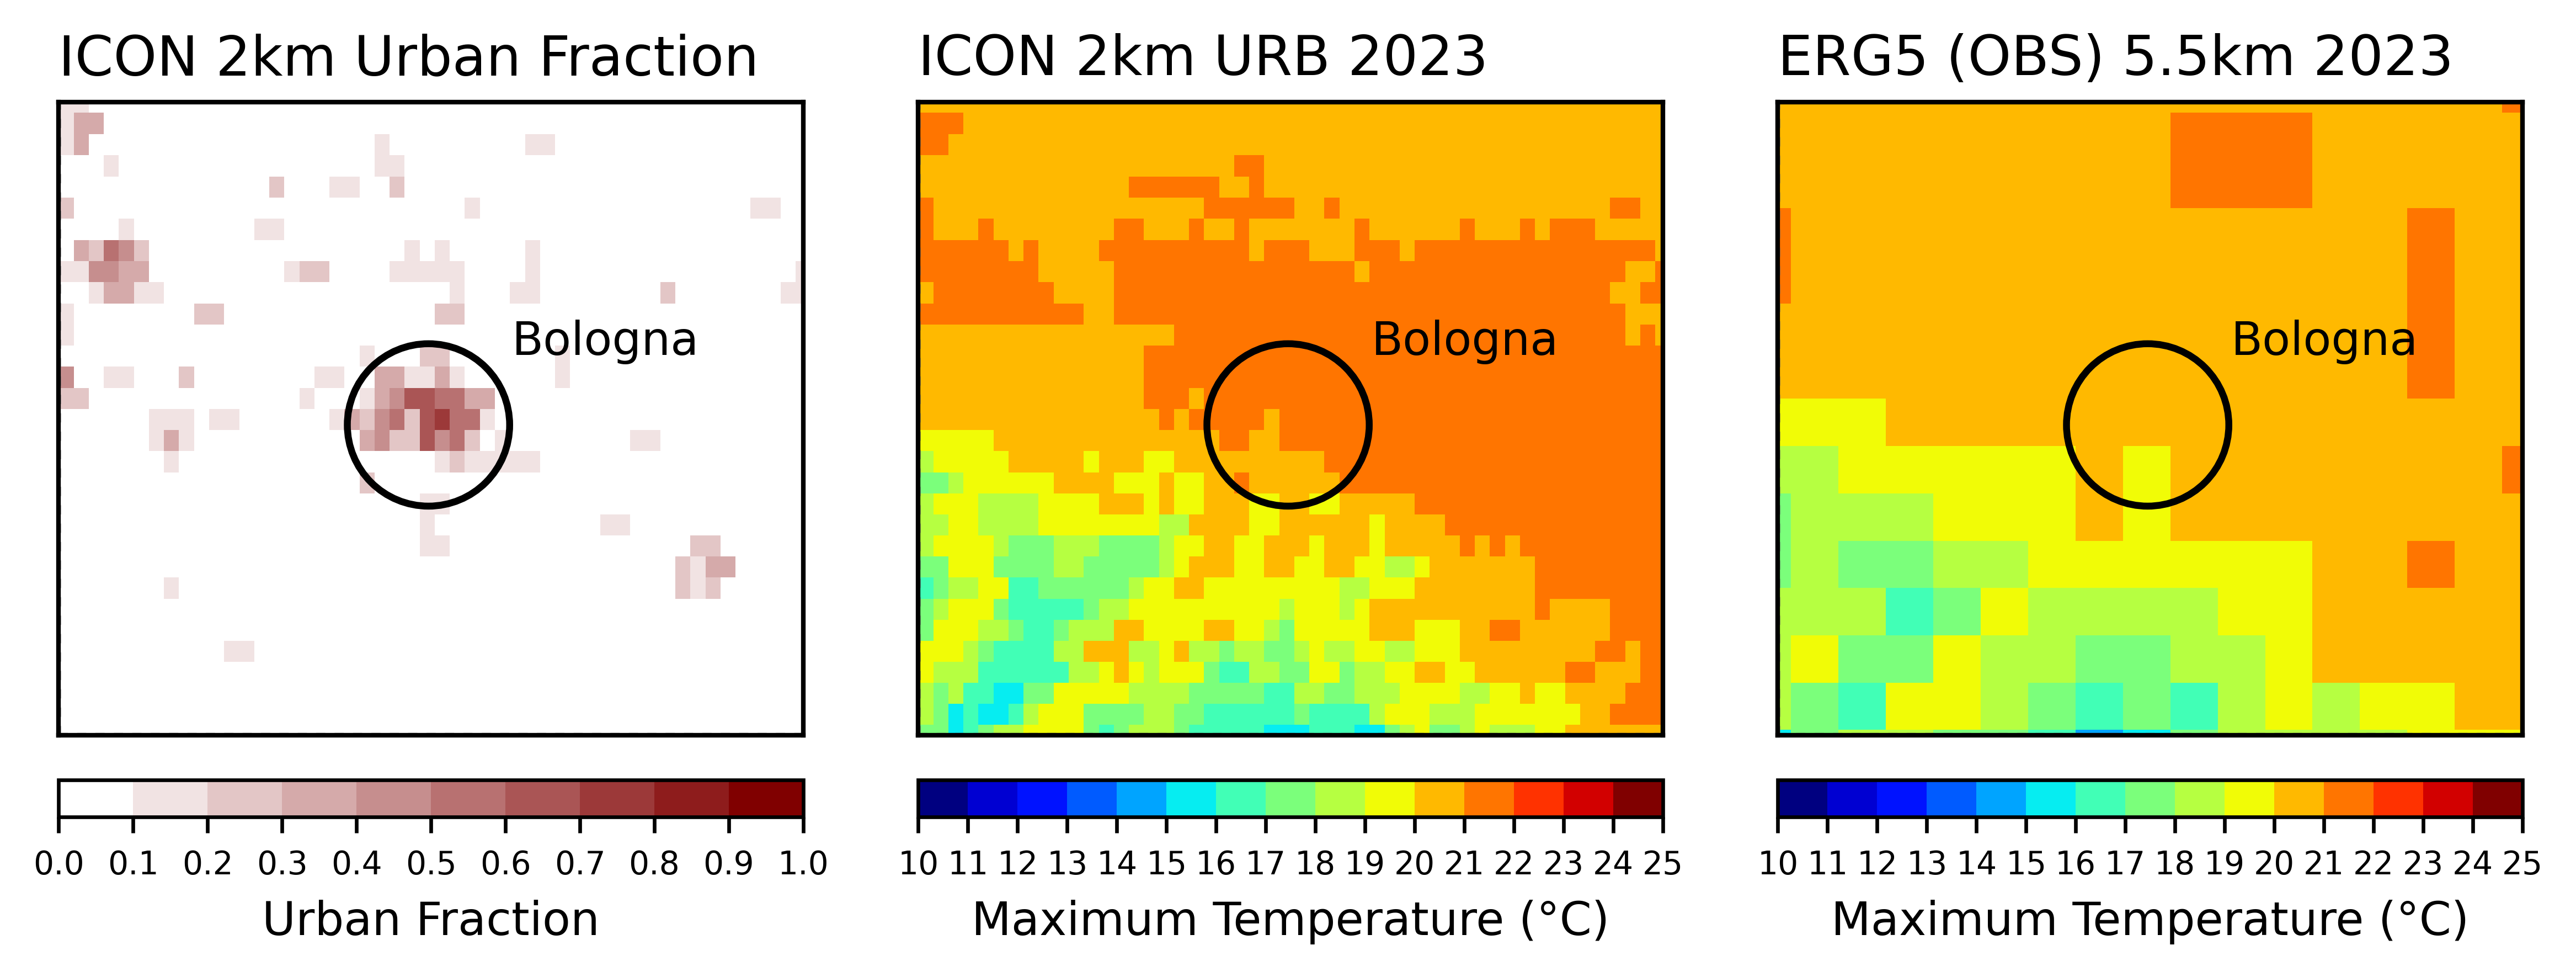 ICON 2km Urban Fraction
Bologna
0.0 0.1 0.2 0.3 0.4 0.5 0.6 0.7 0.8 0.9 1.0
Urban Fraction
ICON 2km URB 2023
Bologna
10 11 12 13 14 15 16 17 18 19 20 21 22 23 24 25
Maximum Temperature (°C)
ERG5 (OBS) 5.5km 2023
Bologna
10 11 12 13 14 15 16 17 18 19 20 21 22 23 24 25
Maximum Temperature (°C)